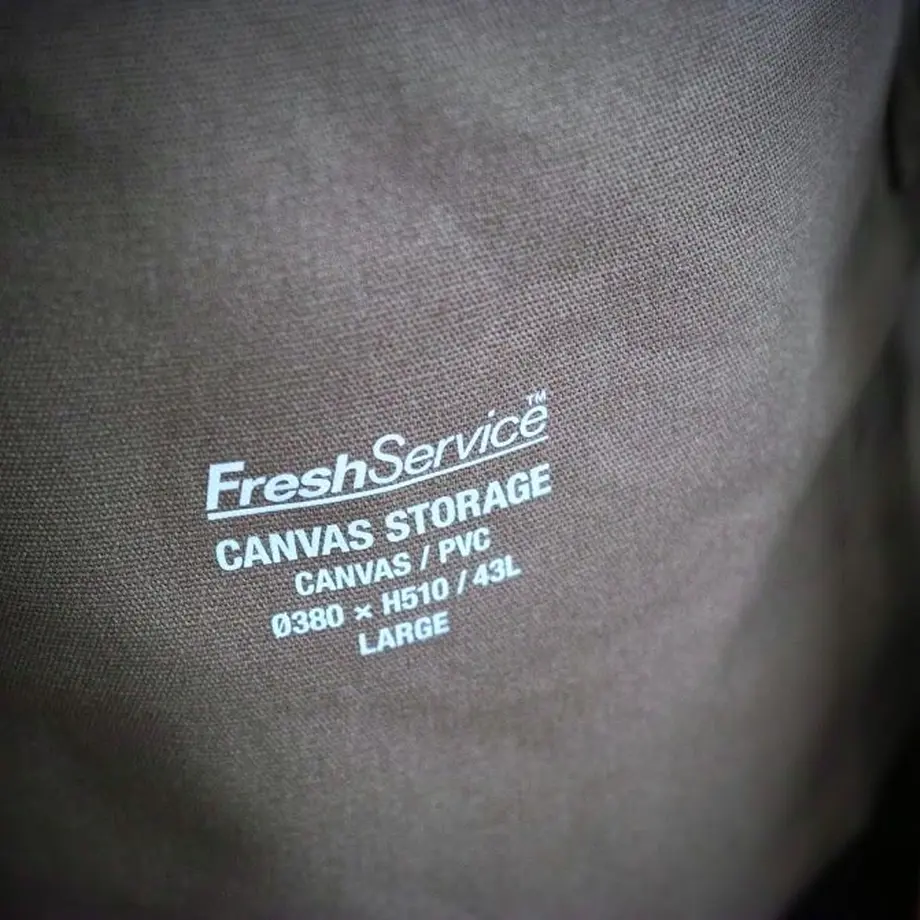 FreshService™
CANVAS STORAGE
CANVAS / PVC
Ø380 × H510 / 43L
LARGE